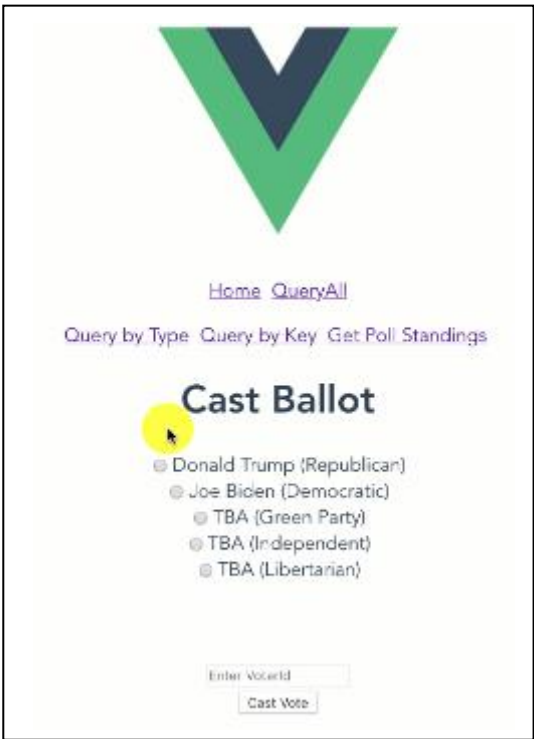 Home QueryAll
Query by Type Query by Key Get Poll Standings
Cast Ballot
Donald Trump (Republican)
Joe Biden (Democratic)
TBA (Green Party)
TBA (Independent)
TBA (Libertarian)
Enter VoterId
Cast Vote